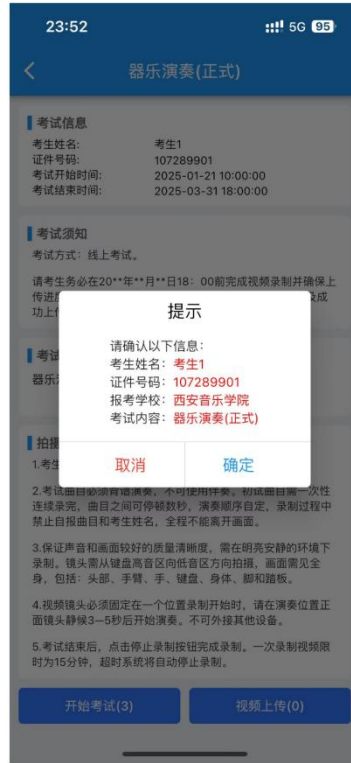 23:52
5G 95
器乐演奏(正式)
考试信息
考生姓名: 考生1
证件号码: 107289901
考试开始时间: 2025-01-21 10:00:00
考试结束时间: 2025-03-31 18:00:00
考试须知
考试方式：线上考试。
请考生务必在20**年**月**日18：00前完成视频录制并确保上
传进
功上
提示
请确认以下信息:
考生姓名: 考生1
证件号码: 107289901
报考学校: 西安音乐学院
考试内容: 器乐演奏(正式)
取消
确定
成
考试
器乐
拍摄
1.考生
2.考试曲目必须背谱演奏，不可使用伴奏。初试曲目需一次性
连续录完，曲目之间可停顿数秒，演奏顺序自定，录制过程中
禁止自报曲目和考生姓名，全程不能离开画面。
3.保证声音和画面较好的质量清晰度，需在明亮安静的环境下
录制。镜头需从键盘高音区向低音区方向拍摄，画面需见全
身，包括：头部、手臂、手、键盘、身体、脚和踏板。
4.视频镜头必须固定在一个位置录制开始时，请在演奏位置正
面镜头静候3-5秒后开始演奏。不可外接其他设备。
5.考试结束后，点击停止录制按钮完成录制。一次录制视频限
时为15分钟，超时系统将自动停止录制。
开始考试(3)
视频上传(0)